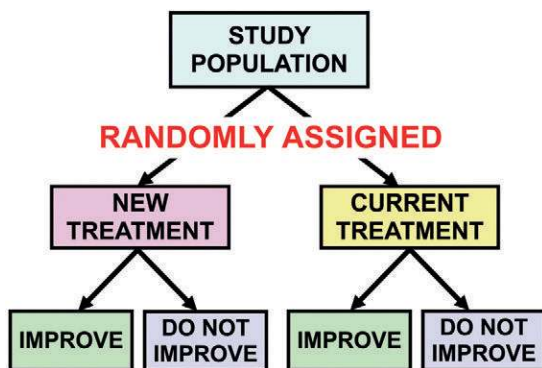 STUDY
POPULATION
RANDOMLY ASSIGNED
NEW
TREATMENT
CURRENT
TREATMENT
IMPROVE
DO NOT
IMPROVE
IMPROVE
DO NOT
IMPROVE